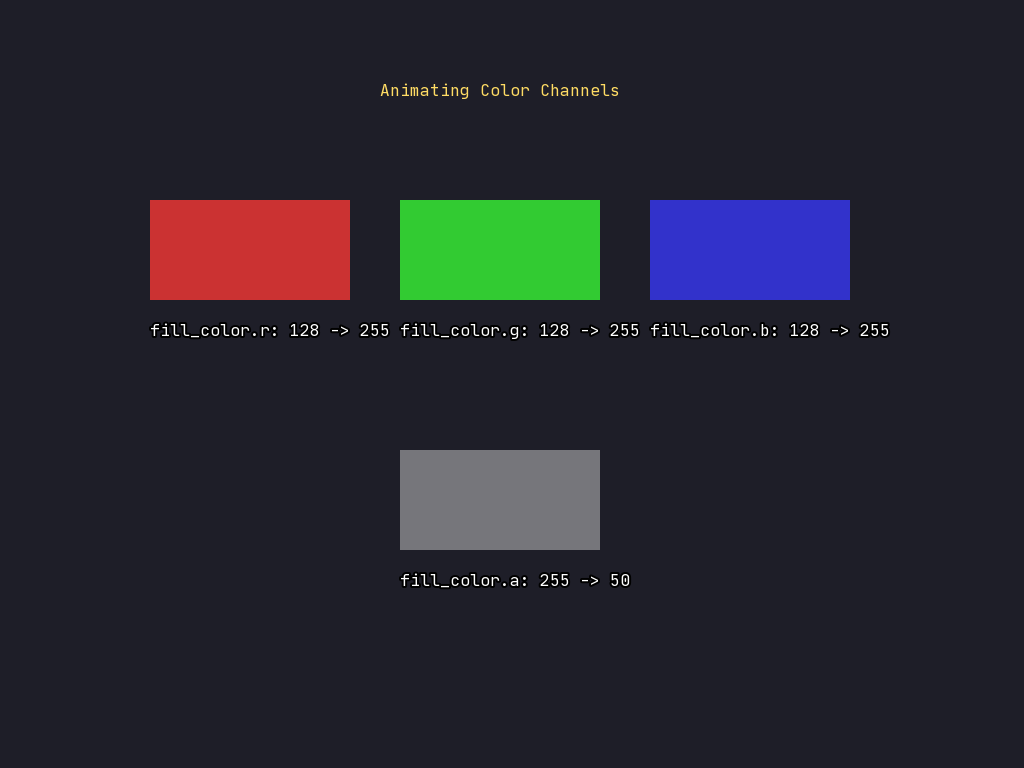 Animating Color Channels
fill_color.r: 128 -> 255 fill_color.g: 128 -> 255 fill_color.b: 128 -> 255
fill_color.a: 255 -> 50